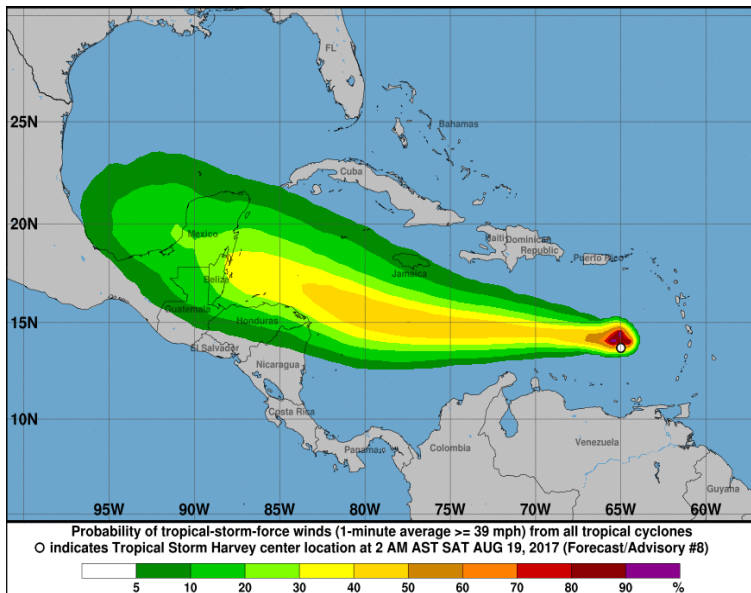 FL
25N
Bahamas
Cuba
20N
Mexico
Haiti
Dominican
Republic
Puerto Rico
Jamaica
Beliza
Guatemala
15N
Honduras
El Salvador
Nicaragua
10N
Costa Rica
Panama
Colombia
Venezuela
Guyana
95W 90W 85W 80W 75W 70W 65W 60W
Probability of tropical-storm-force winds (1-minute average >= 39 mph) from all tropical cyclones
O indicates Tropical Storm Harvey center location at 2 AM AST SAT AUG 19, 2017 (Forecast/Advisory #8)
5 10 20 30 40 50 60 70 80 90 %